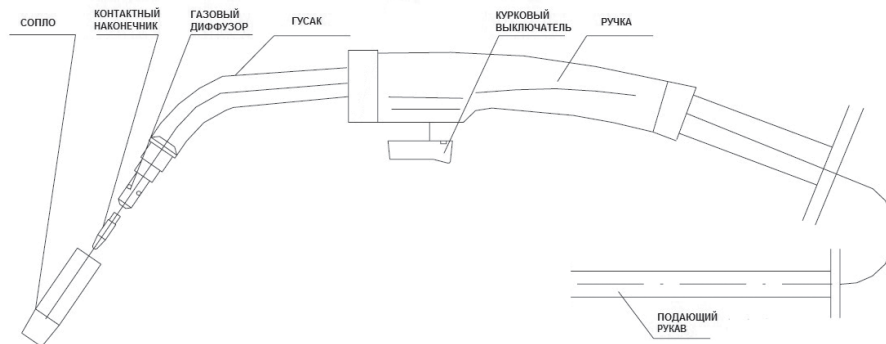 СОПЛО
КОНТАКТНЫЙ
НАКОНЕЧНИК
ГАЗОВЫЙ
ДИФФУЗОР
ГУСАК
КУРКОВЫЙ
ВЫКЛЮЧАТЕЛЬ
РУЧКА
ПОДАЮЩИЙ
РУКАВ